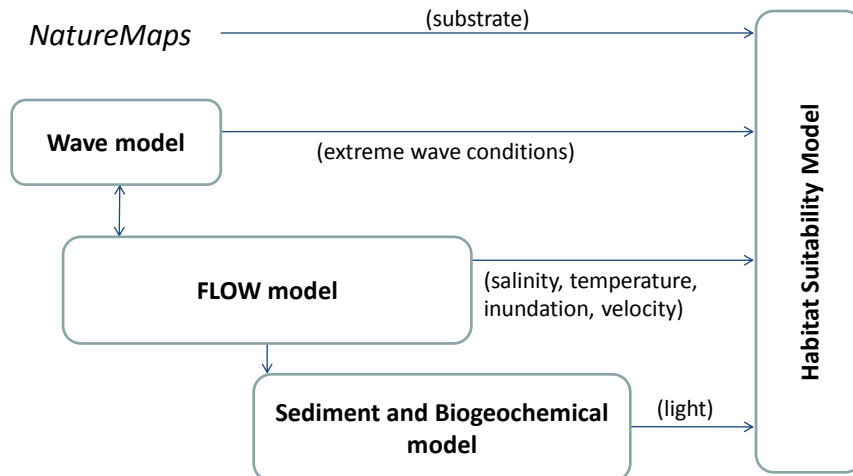 (substrate)
NatureMaps
Wave model
(extreme wave conditions)
FLOW model
(salinity, temperature,
inundation, velocity)
Sediment and Biogeochemical
model
(light)
Habitat Suitability Model